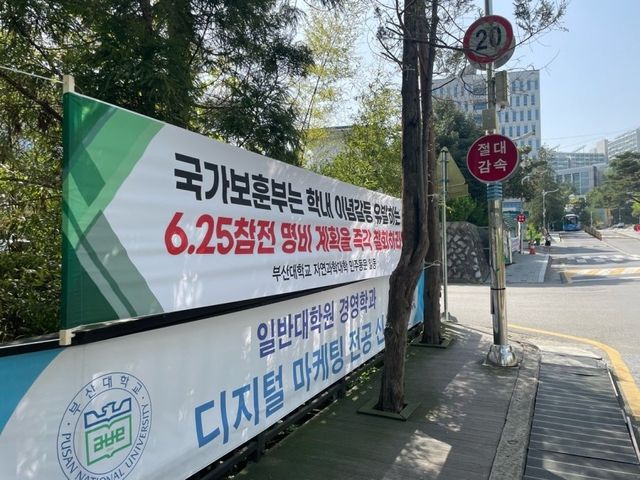 국가보훈부는 학내 이념갈등 유발하는
6.25참전 명비 계획을 즉각 철회하라!
부산대학교 자연과학대학 민주동문 일동
일반대학원 경영학과
디지털 마케팅 전공 신
부산대학교
PUSAN NATIONAL UNIVERSITY
20
절대
감속